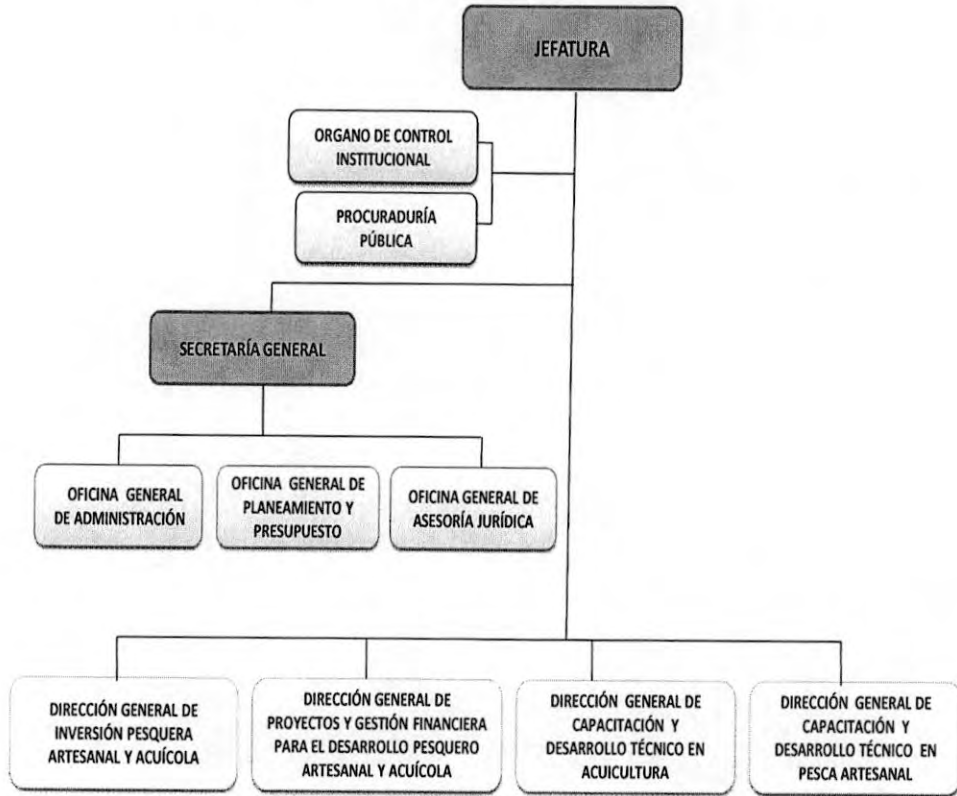 JEFATURA
ORGANO DE CONTROL
INSTITUCIONAL
PROCURADURÍA
PÚBLICA
SECRETARÍA GENERAL
OFICINA GENERAL
DE ADMINISTRACIÓN
OFICINA GENERAL DE
PLANEAMIENTO Y
PRESUPUESTO
OFICINA GENERAL DE
ASESORÍA JURÍDICA
DIRECCIÓN GENERAL DE
INVERSIÓN PESQUERA
ARTESANAL Y ACUÍCOLA
DIRECCIÓN GENERAL DE
PROYECTOS Y GESTIÓN FINANCIERA
PARA EL DESARROLLO PESQUERO
ARTESANAL Y ACUÍCOLA
DIRECCIÓN GENERAL DE
CAPACITACIÓN Y
DESARROLLO TÉCNICO EN
ACUICULTURA
DIRECCIÓN GENERAL DE
CAPACITACIÓN Y
DESARROLLO TÉCNICO EN
PESCA ARTESANAL